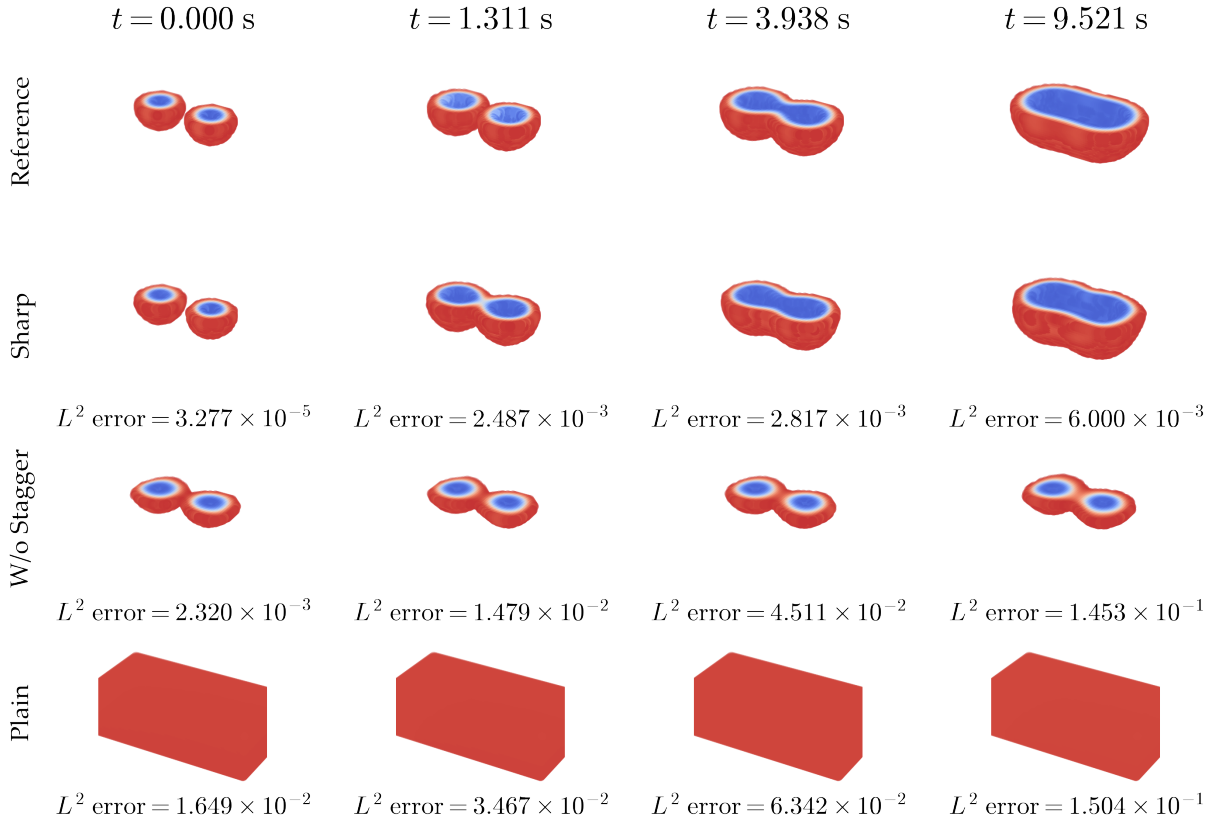 t = 0.000 s t = 1.311 s t = 3.938 s t = 9.521 s
Reference
Sharp
L² error = 3.277 × 10⁻⁵ L² error = 2.487 × 10⁻³ L² error = 2.817 × 10⁻³ L² error = 6.000 × 10⁻³
W/o Stagger
L² error = 2.320 × 10⁻³ L² error = 1.479 × 10⁻² L² error = 4.511 × 10⁻² L² error = 1.453 × 10⁻¹
Plain
L² error = 1.649 × 10⁻² L² error = 3.467 × 10⁻² L² error = 6.342 × 10⁻² L² error = 1.504 × 10⁻¹